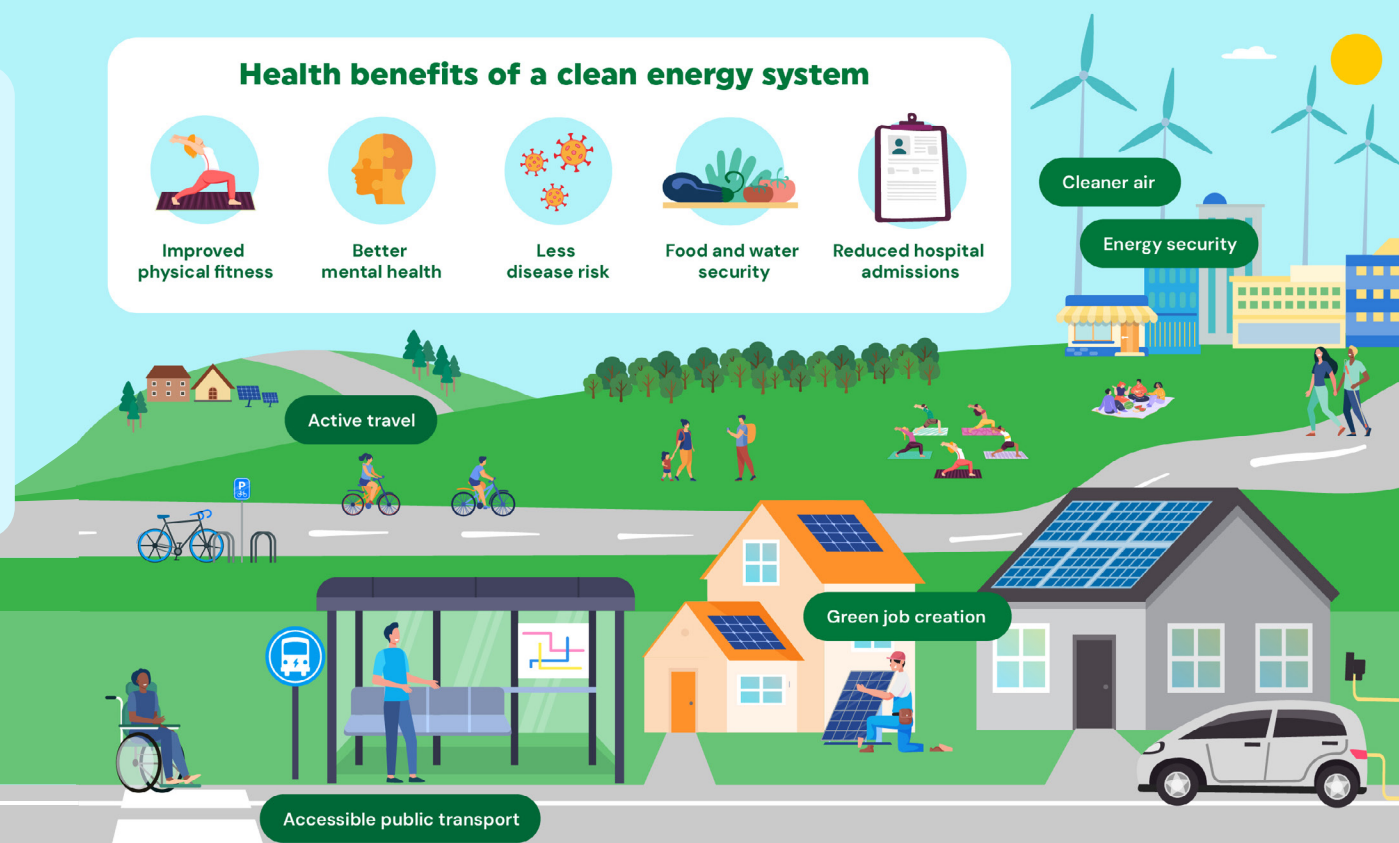 Health benefits of a clean energy system
Improved
physical fitness
Better
mental health
Less
disease risk
Food and water
security
Reduced hospital
admissions
Cleaner air
Energy security
Active travel
P
Green job creation
Accessible public transport